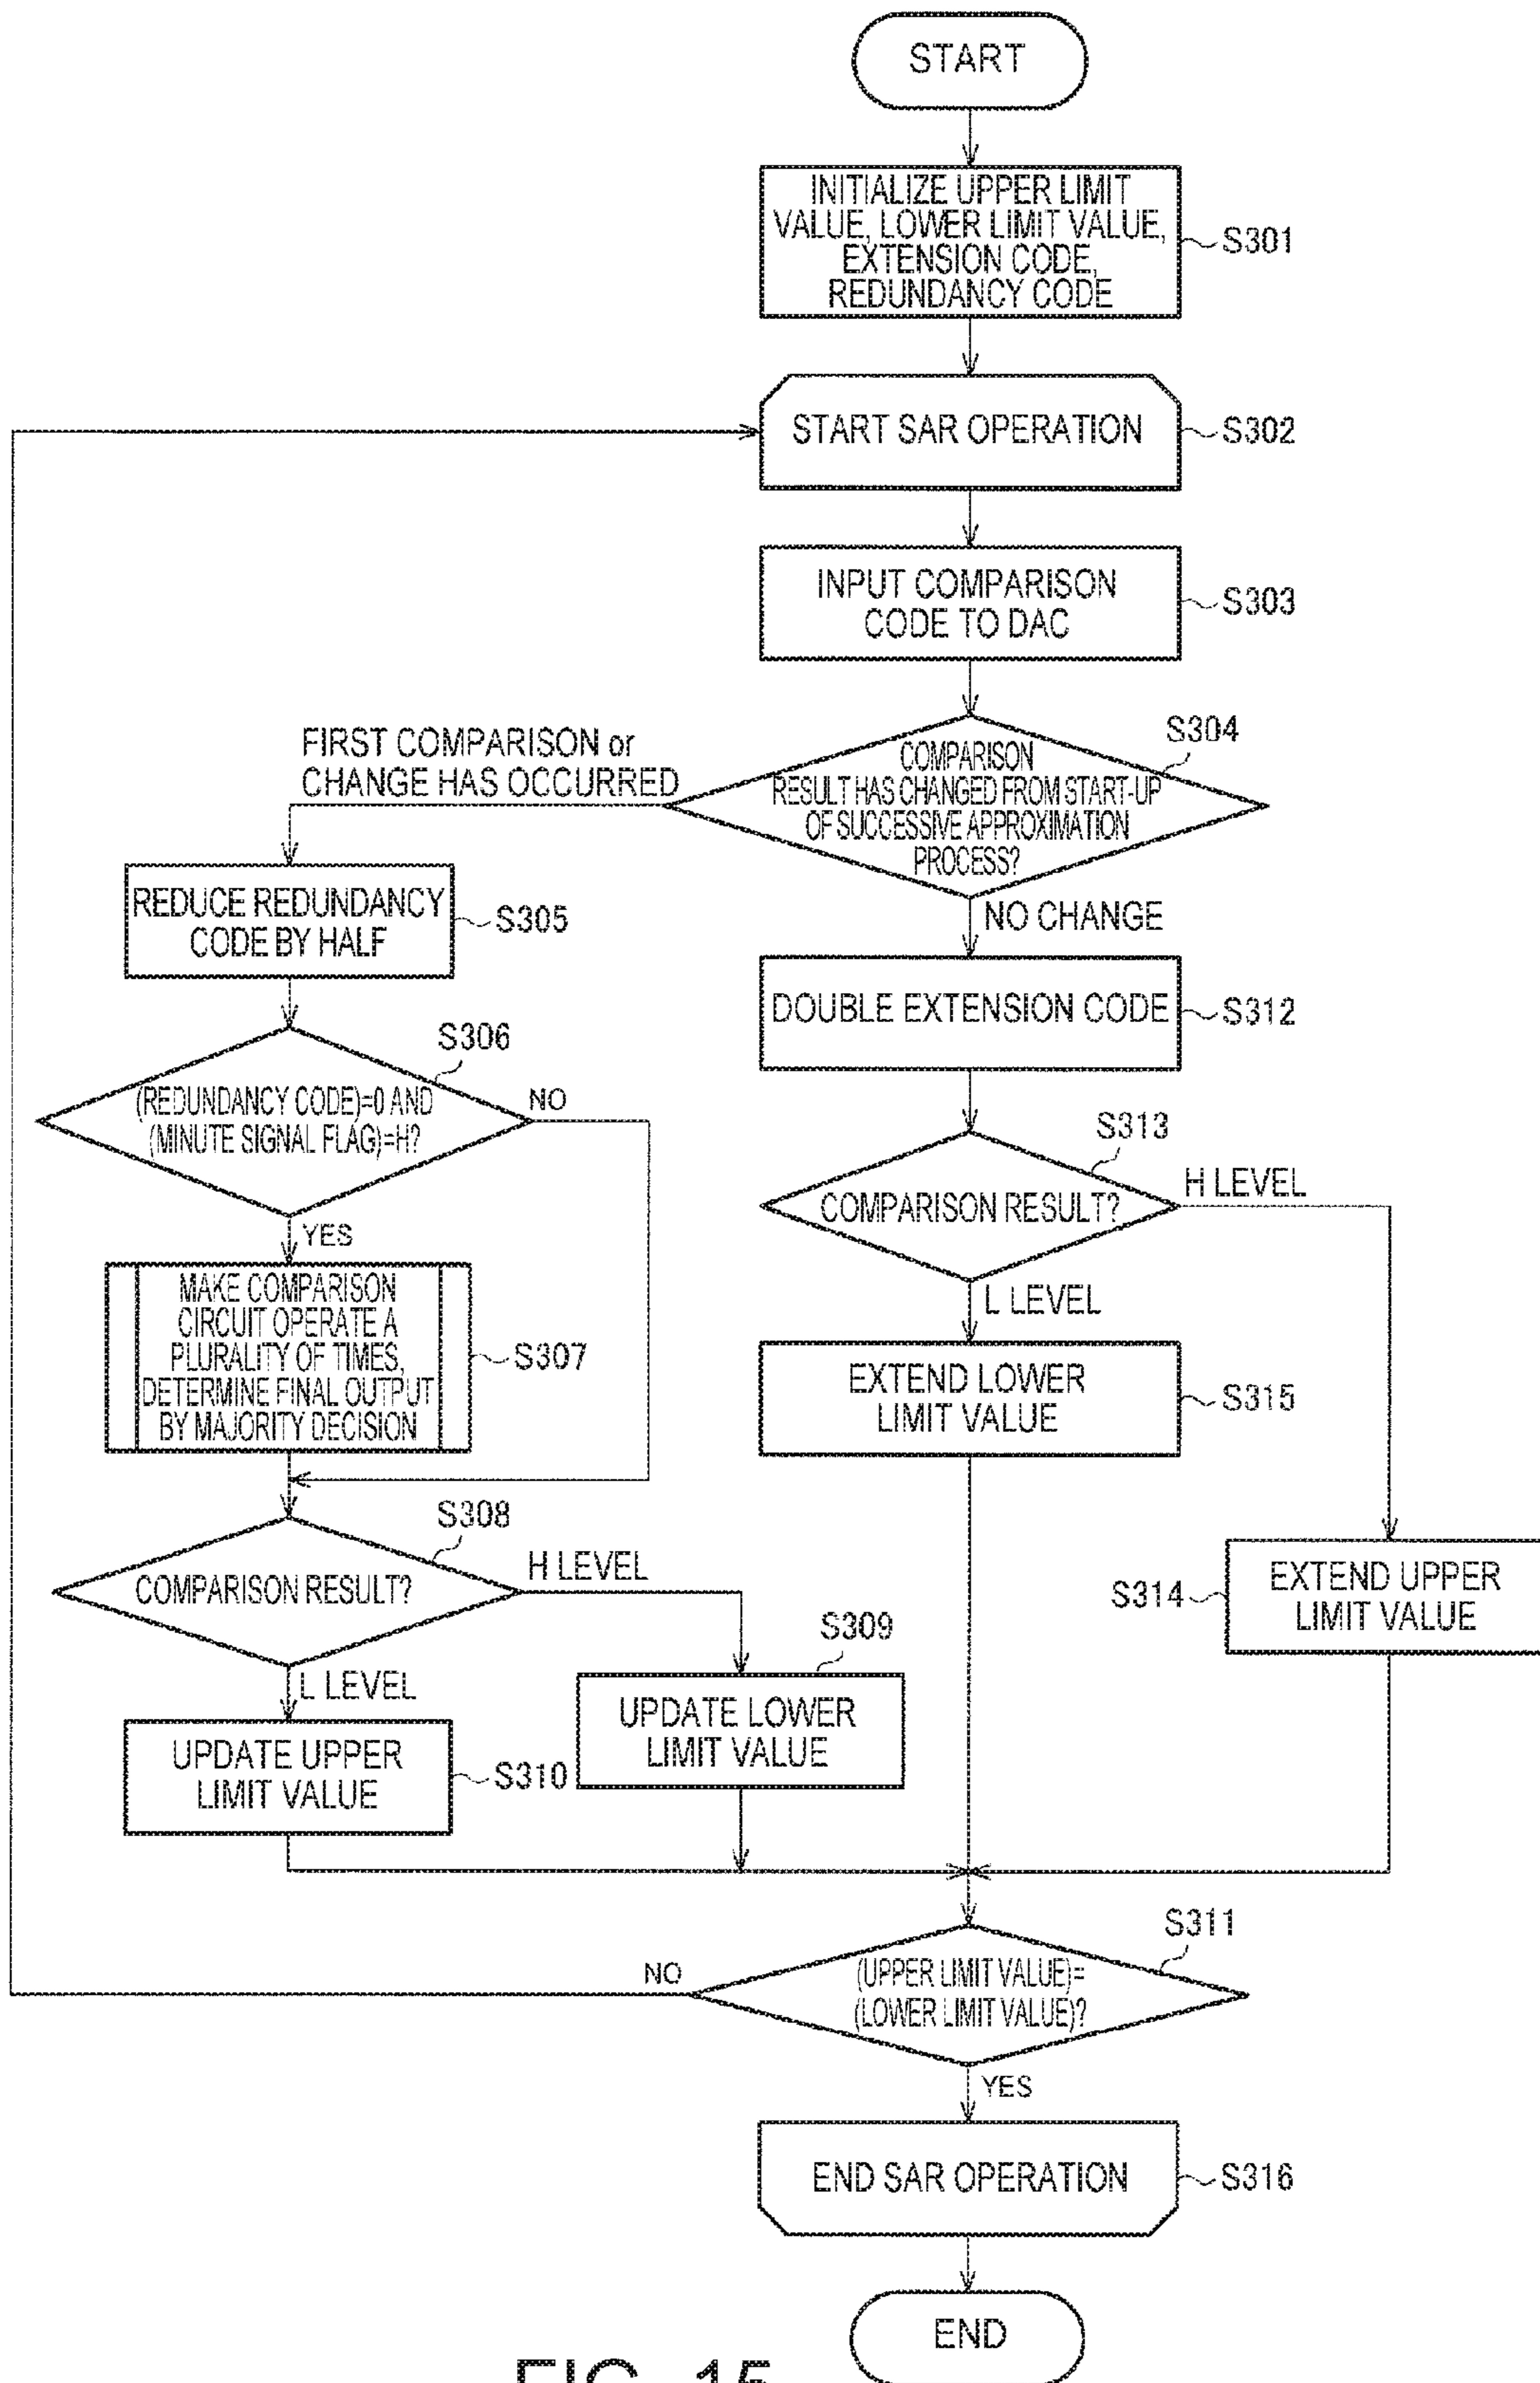 START
INITIALIZE UPPER LIMIT
VALUE, LOWER LIMIT VALUE,
EXTENSION CODE,
REDUNDANCY CODE
S301
START SAR OPERATION
S302
INPUT COMPARISON
CODE TO DAC
S303
S304
COMPARISON
RESULT HAS CHANGED FROM START-UP
OF SUCCESSIVE APPROXIMATION
PROCESS?
FIRST COMPARISON or
CHANGE HAS OCCURRED
NO CHANGE
REDUCE REDUNDANCY
CODE BY HALF
S305
DOUBLE EXTENSION CODE
S312
S306
(REDUNDANCY CODE)=0 AND
(MINUTE SIGNAL FLAG)=H?
NO
YES
S313
COMPARISON RESULT?
H LEVEL
L LEVEL
MAKE COMPARISON
CIRCUIT OPERATE A
PLURALITY OF TIMES,
DETERMINE FINAL OUTPUT
BY MAJORITY DECISION
S307
EXTEND LOWER
LIMIT VALUE
S315
S308
COMPARISON RESULT?
H LEVEL
L LEVEL
S314
EXTEND UPPER
LIMIT VALUE
S309
UPDATE LOWER
LIMIT VALUE
UPDATE UPPER
LIMIT VALUE
S310
S311
(UPPER LIMIT VALUE)=
(LOWER LIMIT VALUE)?
NO
YES
END SAR OPERATION
S316
END
FIG. 15